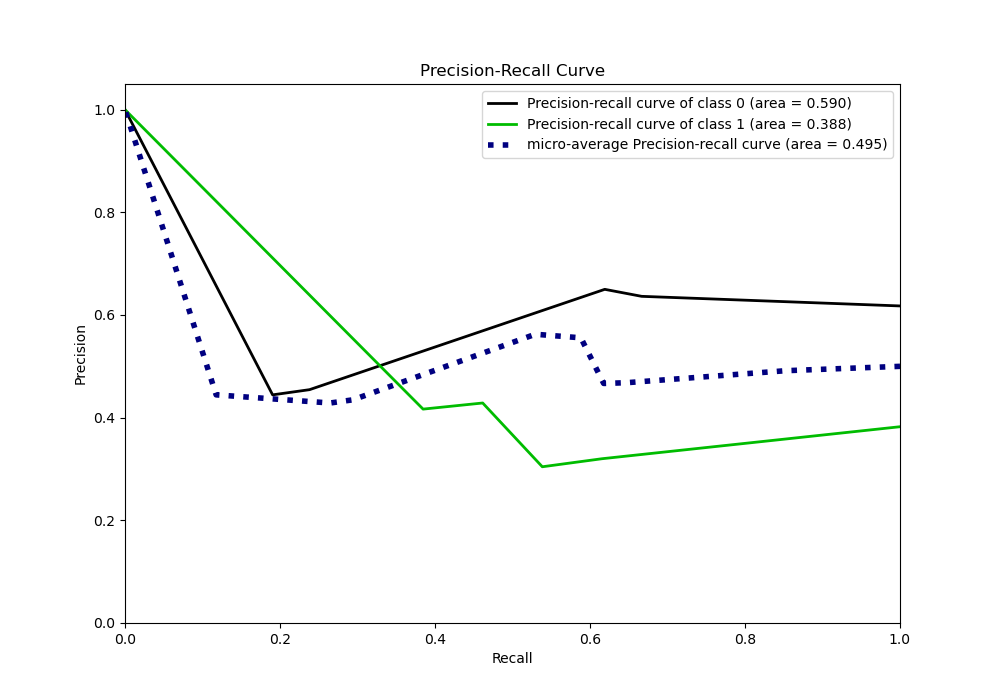 Precision-Recall Curve
Precision-recall curve of class 0 (area = 0.590)
Precision-recall curve of class 1 (area = 0.388)
micro-average Precision-recall curve (area = 0.495)
Precision
1.0
0.8
0.6
0.4
0.2
0.0
0.0 0.2 0.4 0.6 0.8 1.0
Recall